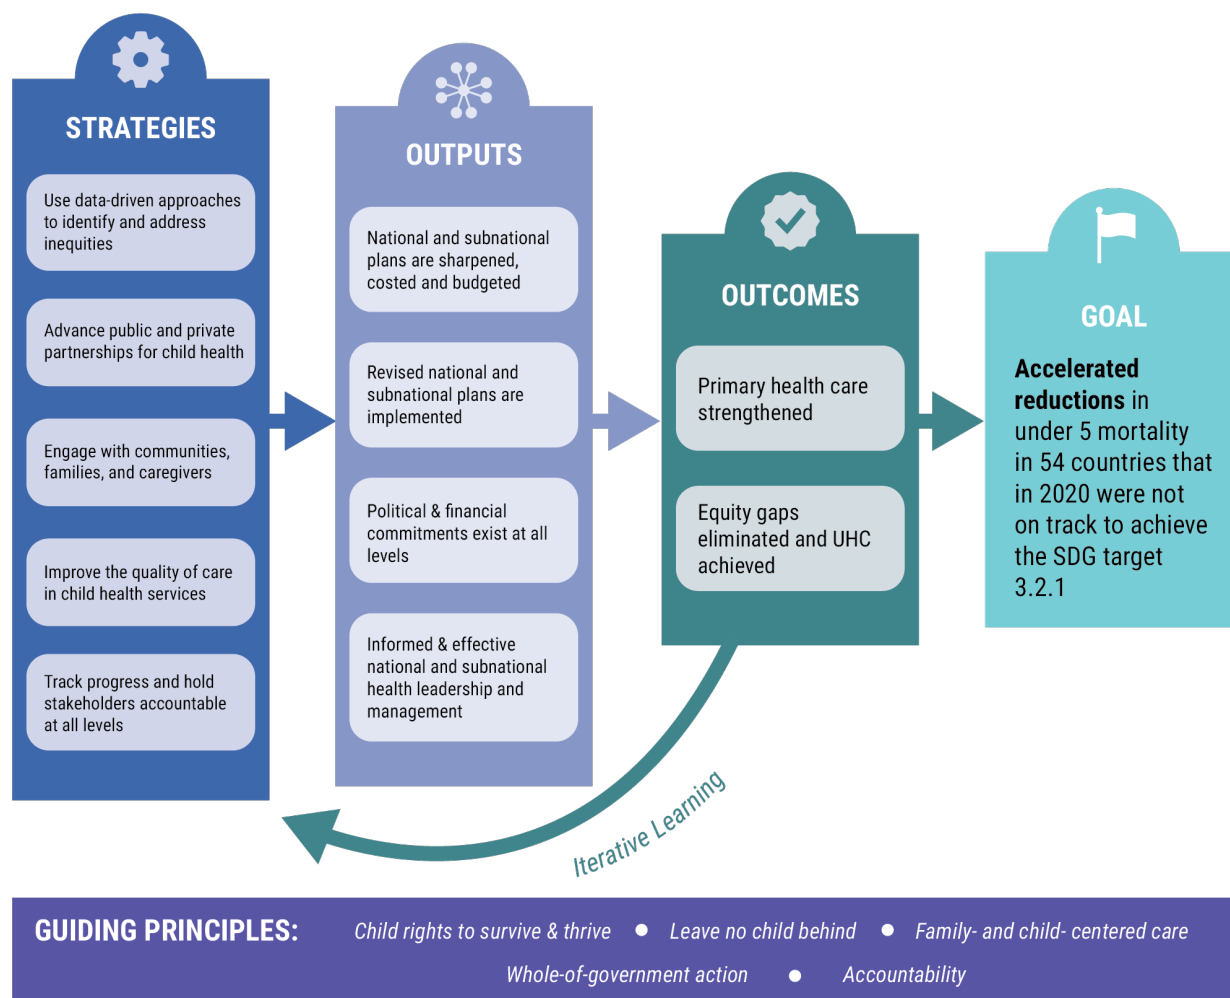 STRATEGIES
Use data-driven approaches
to identify and address
inequities
Advance public and private
partnerships for child health
Engage with communities,
families, and caregivers
Improve the quality of care
in child health services
Track progress and hold
stakeholders accountable
at all levels
OUTPUTS
National and subnational
plans are sharpened,
costed and budgeted
Revised national and
subnational plans are
implemented
Political & financial
commitments exist at all
levels
Informed & effective
national and subnational
health leadership and
management
OUTCOMES
Primary health care
strengthened
Equity gaps
eliminated and UHC
achieved
GOAL
Accelerated
reductions in
under 5 mortality
in 54 countries that
in 2020 were not
on track to achieve
the SDG target
3.2.1
Iterative Learning
GUIDING PRINCIPLES: Child rights to survive & thrive ● Leave no child behind ● Family- and child- centered care
Whole-of-government action ● Accountability